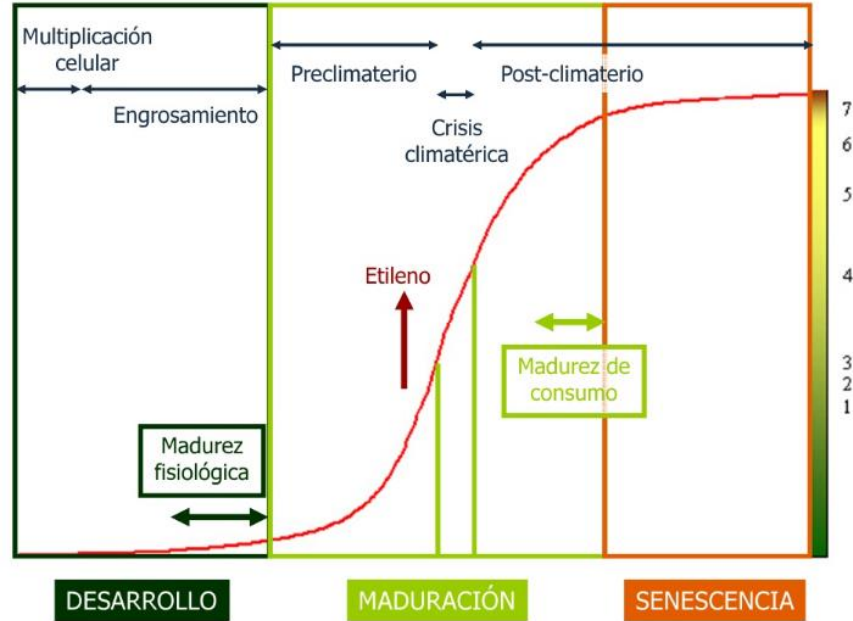 Multiplicación
celular
Engrosamiento
Preclimaterio
Post-climaterio
Crisis
climatérica
Etileno
Madurez de
consumo
Madurez
fisiológica
7
6
5
4
3
2
1
DESARROLLO
MADURACIÓN
SENESCENCIA